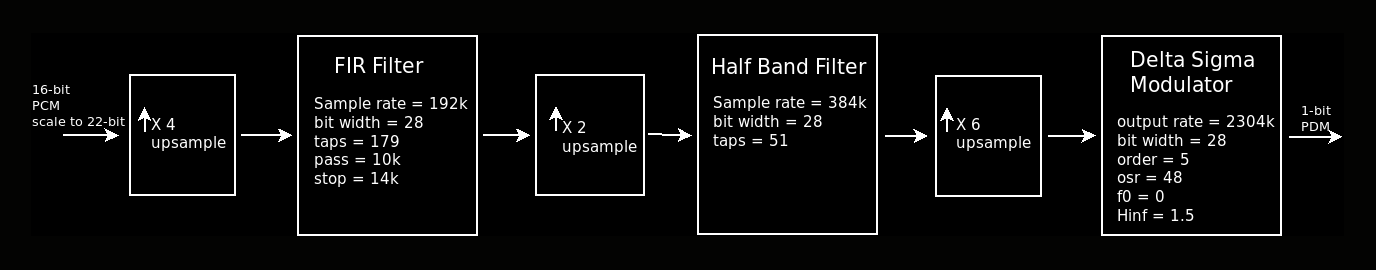 16-bit
PCM
scale to 22-bit
X 4
upsample
FIR Filter
Sample rate = 192k
bit width = 28
taps = 179
pass = 10k
stop = 14k
X 2
upsample
Half Band Filter
Sample rate = 384k
bit width = 28
taps = 51
X 6
upsample
Delta Sigma
Modulator
output rate = 2304k
bit width = 28
order = 5
osr = 48
f0 = 0
Hinf = 1.5
1-bit
PDM